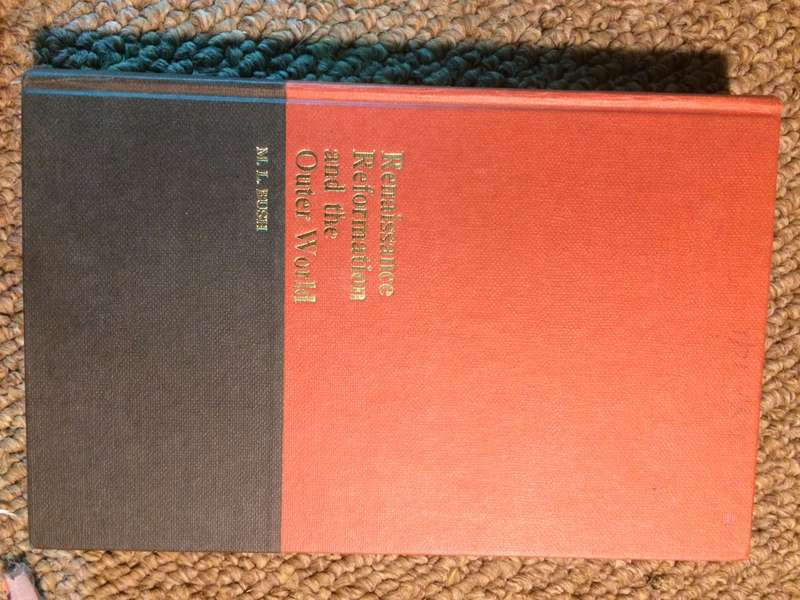 Renaissance
Reformation
and the
Outer World
M. L. BUSH